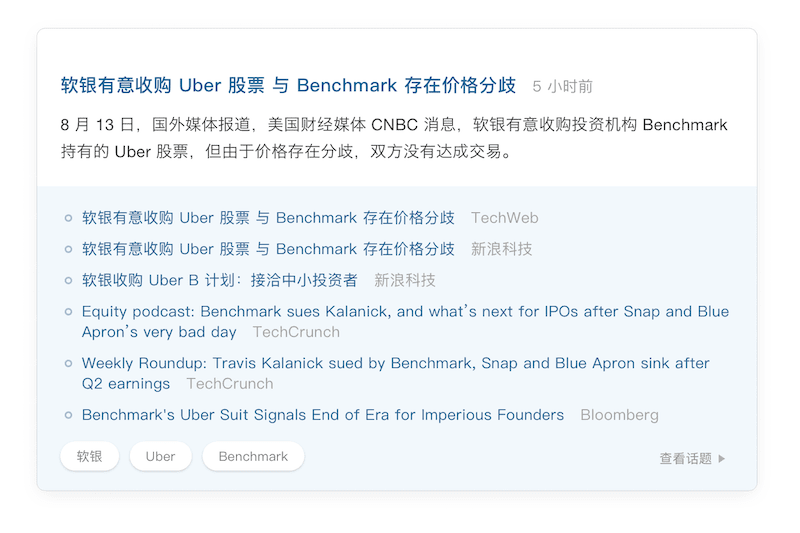 软银有意收购 Uber 股票 与 Benchmark 存在价格分歧 5 小时前
8 月 13 日，国外媒体报道，美国财经媒体 CNBC 消息，软银有意收购投资机构 Benchmark
持有的 Uber 股票，但由于价格存在分歧，双方没有达成交易。
软银有意收购 Uber 股票 与 Benchmark 存在价格分歧 TechWeb
软银有意收购 Uber 股票 与 Benchmark 存在价格分歧 新浪科技
软银收购 Uber B 计划：接洽中小投资者 新浪科技
Equity podcast: Benchmark sues Kalanick, and what’s next for IPOs after Snap and Blue
Apron’s very bad day TechCrunch
Weekly Roundup: Travis Kalanick sued by Benchmark, Snap and Blue Apron sink after
Q2 earnings TechCrunch
Benchmark's Uber Suit Signals End of Era for Imperious Founders Bloomberg
软银 Uber Benchmark 查看话题